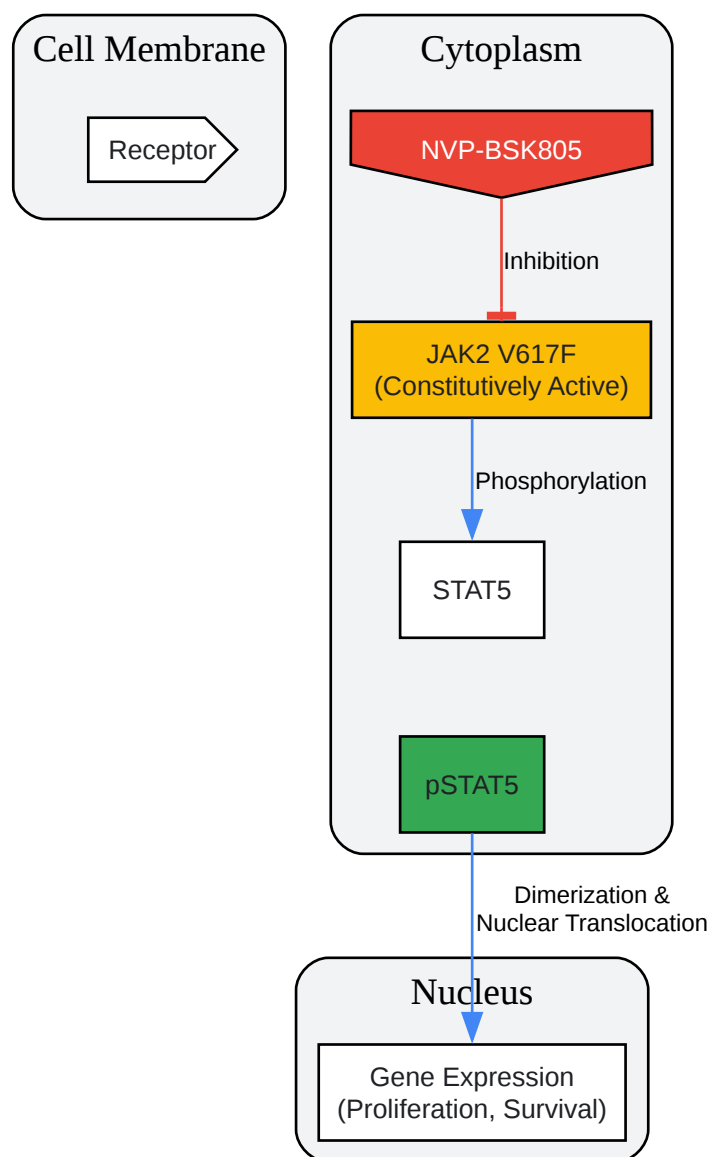 Cell Membrane
Receptor
Cytoplasm
NVP-BSK805
Inhibition
JAK2 V617F
(Constitutively Active)
Phosphorylation
STAT5
pSTAT5
Dimerization &
Nuclear Translocation
Nucleus
Gene Expression
(Proliferation, Survival)